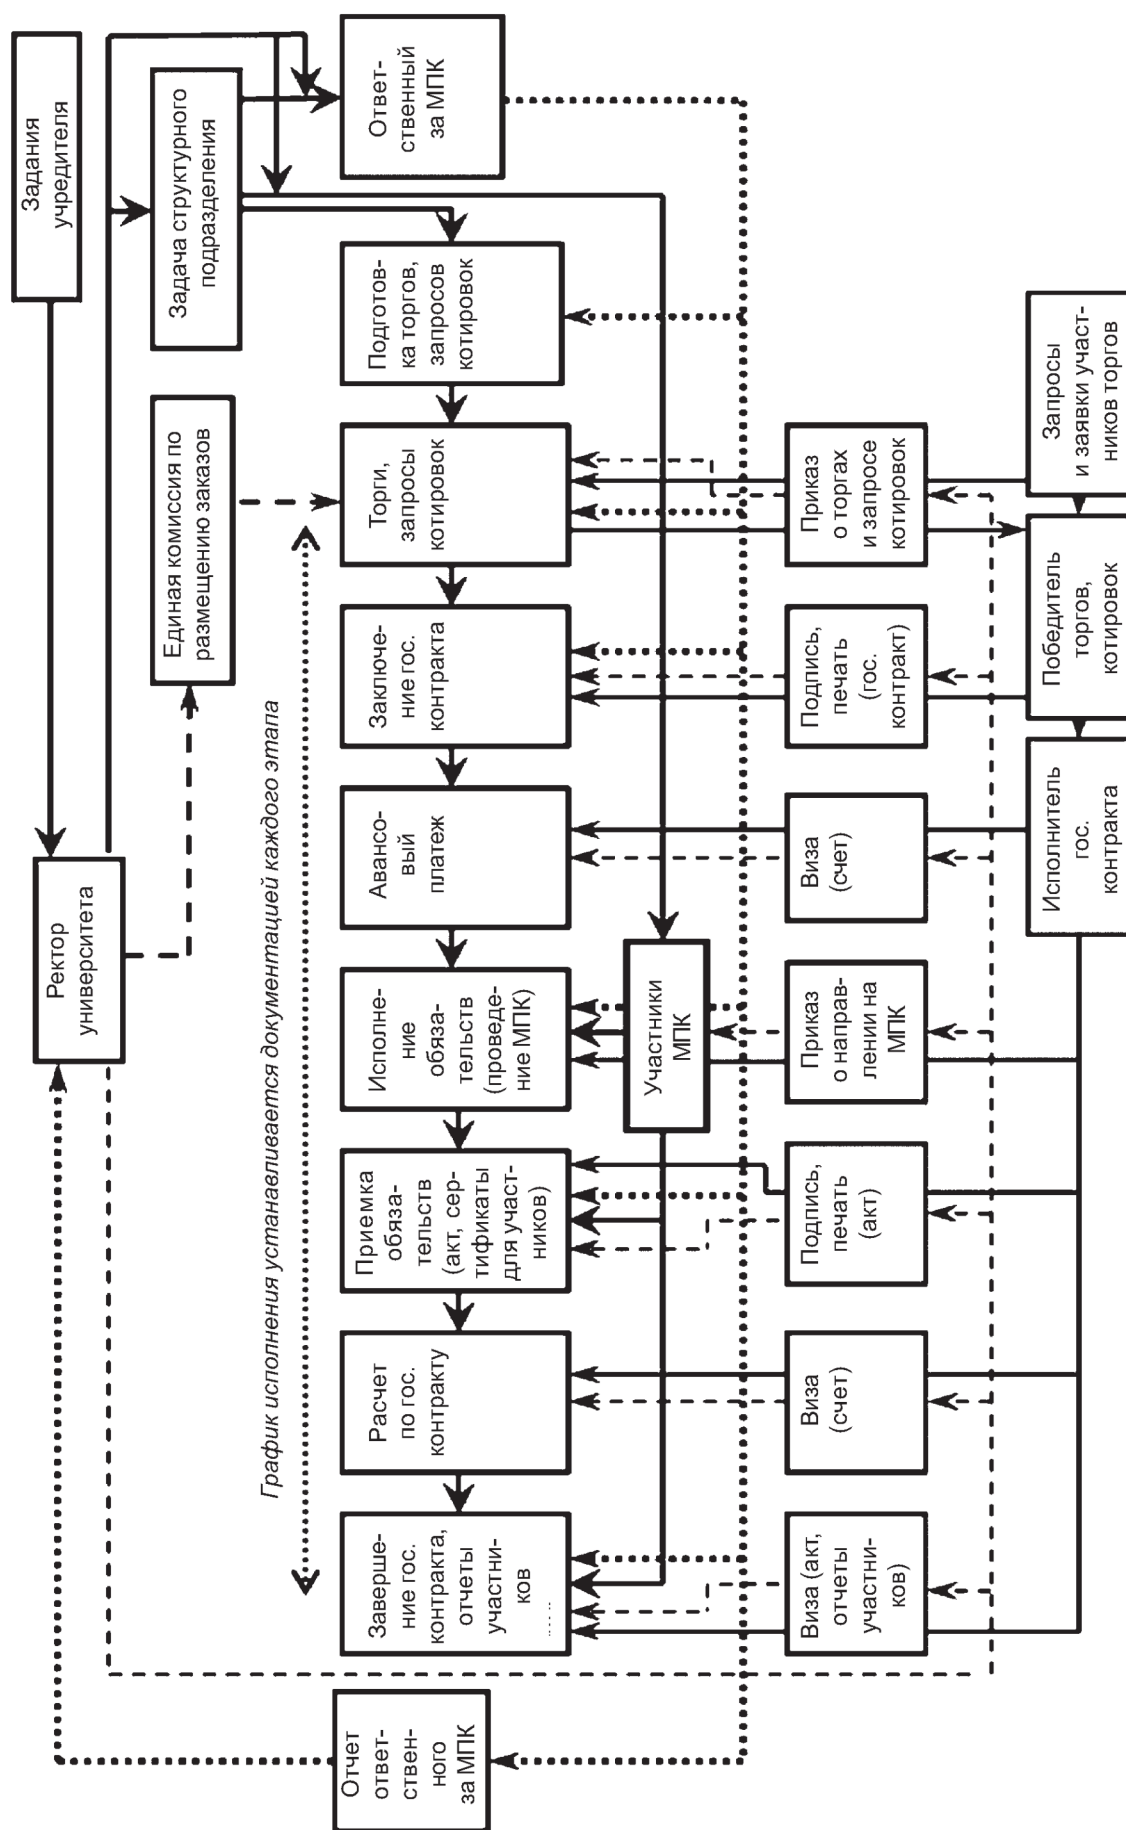 Задания
учредителя
Ректор
университета
Задача структурного
подразделения
Единая комиссия по
размещению заказов
График исполнения устанавливается документацией каждого этапа
Ответ-
ственный
за МПК
Подготов-
ка торгов,
запросов
котировок
Торги,
запросы
котировок
Заключе-
ние гос.
контракта
Авансо-
вый
платеж
Исполне-
ние
обяза-
тельств
(проведе-
ние МПК)
Приемка
обяза-
тельств
(акт, сер-
тификаты
для участ-
ников)
Расчет
по гос.
контракту
Заверше-
ние гос.
контракта,
отчеты
участни-
ков
Отчет
ответ-
ствен-
ного
за МПК
Участники
МПК
Приказ
о торгах
и запросе
котировок
Подпись,
печать
(гос.
контракт)
Виза
(счет)
Приказ
о направ-
лении на
МПК
Подпись,
печать
(акт)
Виза
(счет)
Виза (акт,
отчеты
участни-
ков)
Запросы
и заявки участ-
ников торгов
Победитель
торгов,
котировок
Исполнитель
гос.
контракта